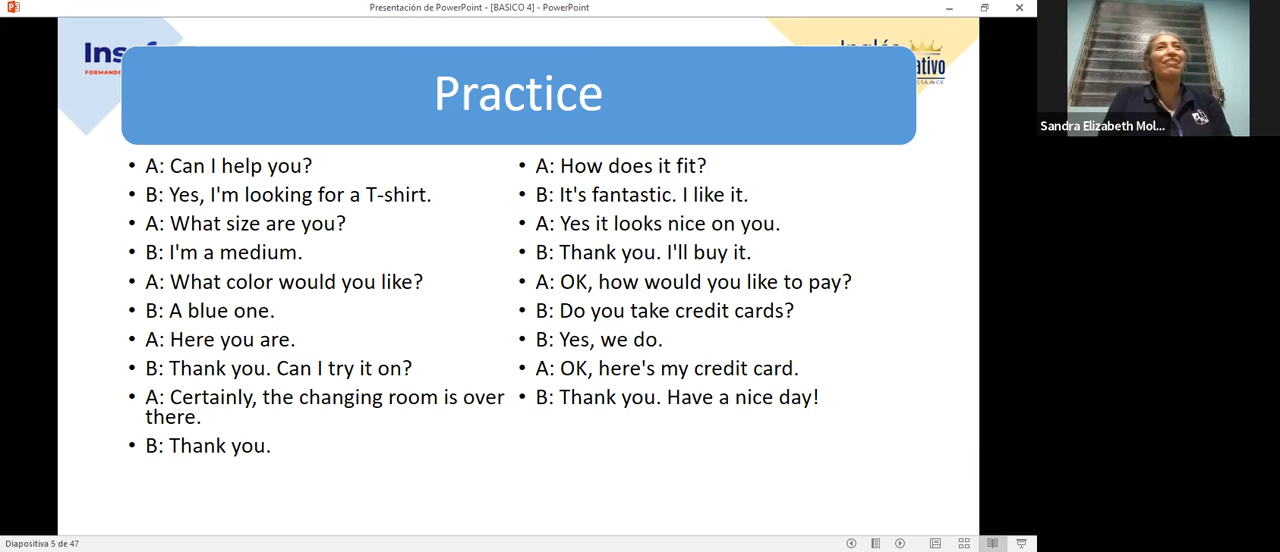 Presentación de PowerPoint - [BASICO 4] - PowerPoint
Practice
• A: Can I help you?
• B: Yes, I'm looking for a T-shirt.
• A: What size are you?
• B: I'm a medium.
• A: What color would you like?
• B: A blue one.
• A: Here you are.
• B: Thank you. Can I try it on?
• A: Certainly, the changing room is over
there.
• B: Thank you.
• A: How does it fit?
• B: It's fantastic. I like it.
• A: Yes it looks nice on you.
• B: Thank you. I'll buy it.
• A: OK, how would you like to pay?
• B: Do you take credit cards?
• B: Yes, we do.
• A: OK, here's my credit card.
• B: Thank you. Have a nice day!
Sandra Elizabeth Mol...
Diapositiva 5 de 47